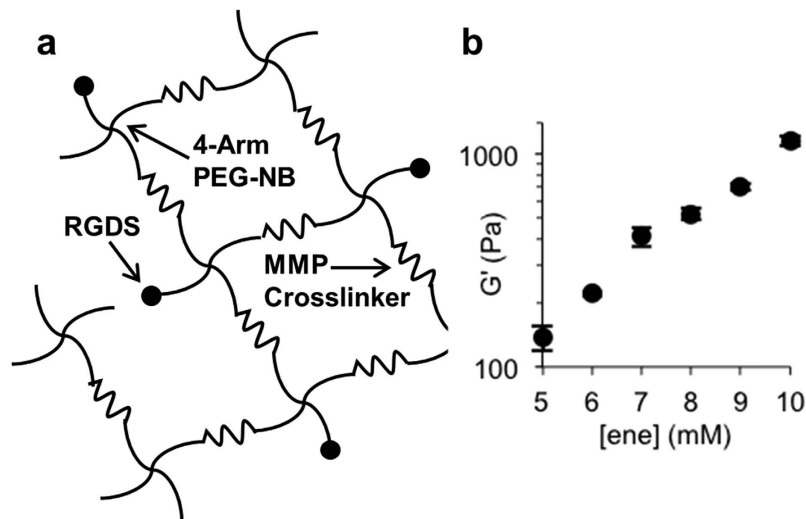 a
4-Arm
PEG-NB
RGDS
MMP
Crosslinker
b
1000
100
G' (Pa)
5 6 7 8 9 10
[ene] (mM)